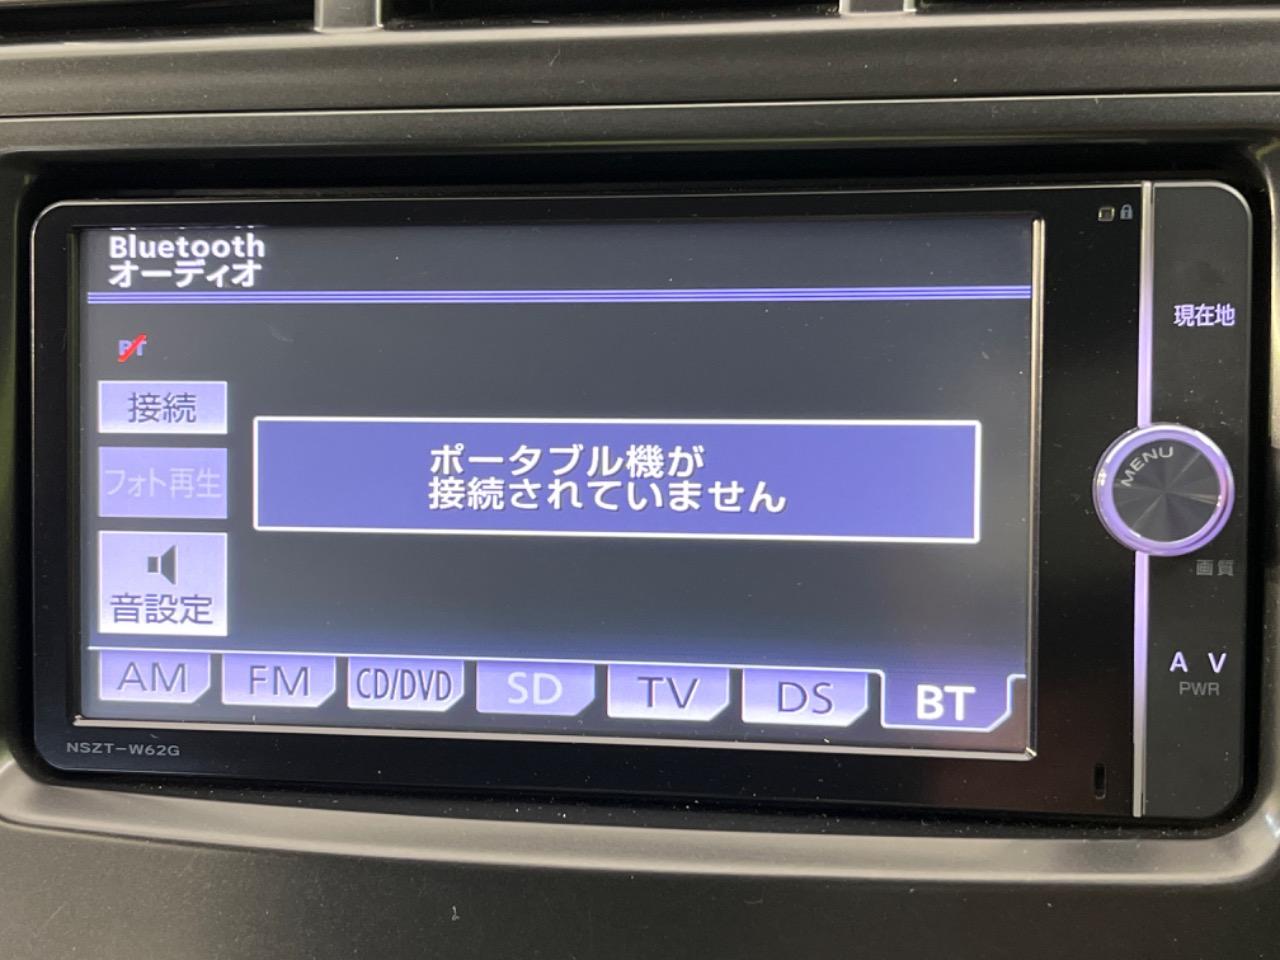 Bluetooth
オーディオ
BT
接続
フォト再生
音設定
ポータブル機が
接続されていません
AM
FM
CD/DVD
SD
TV
DS
BT
NSZT-W62G
現在地
MENU
画質
AV
PWR